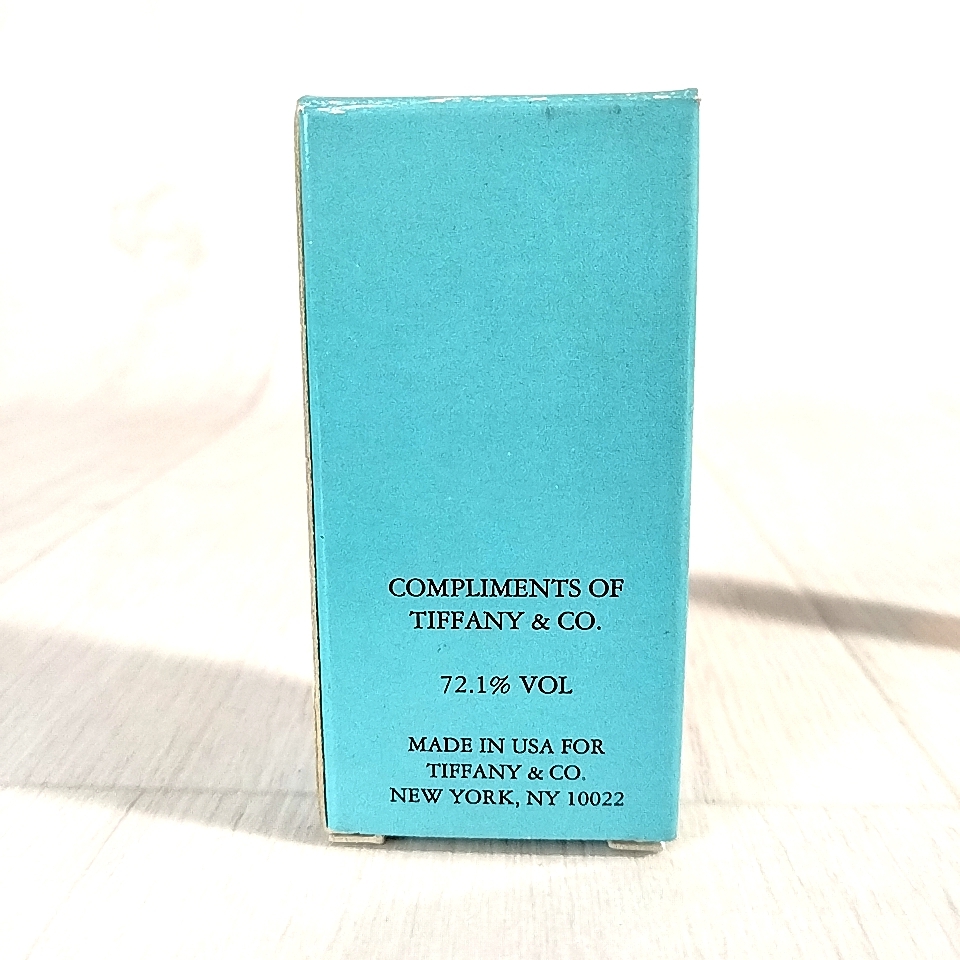 COMPLIMENTS OF
TIFFANY & CO.
72.1% VOL
MADE IN USA FOR
TIFFANY & CO.
NEW YORK, NY 10022